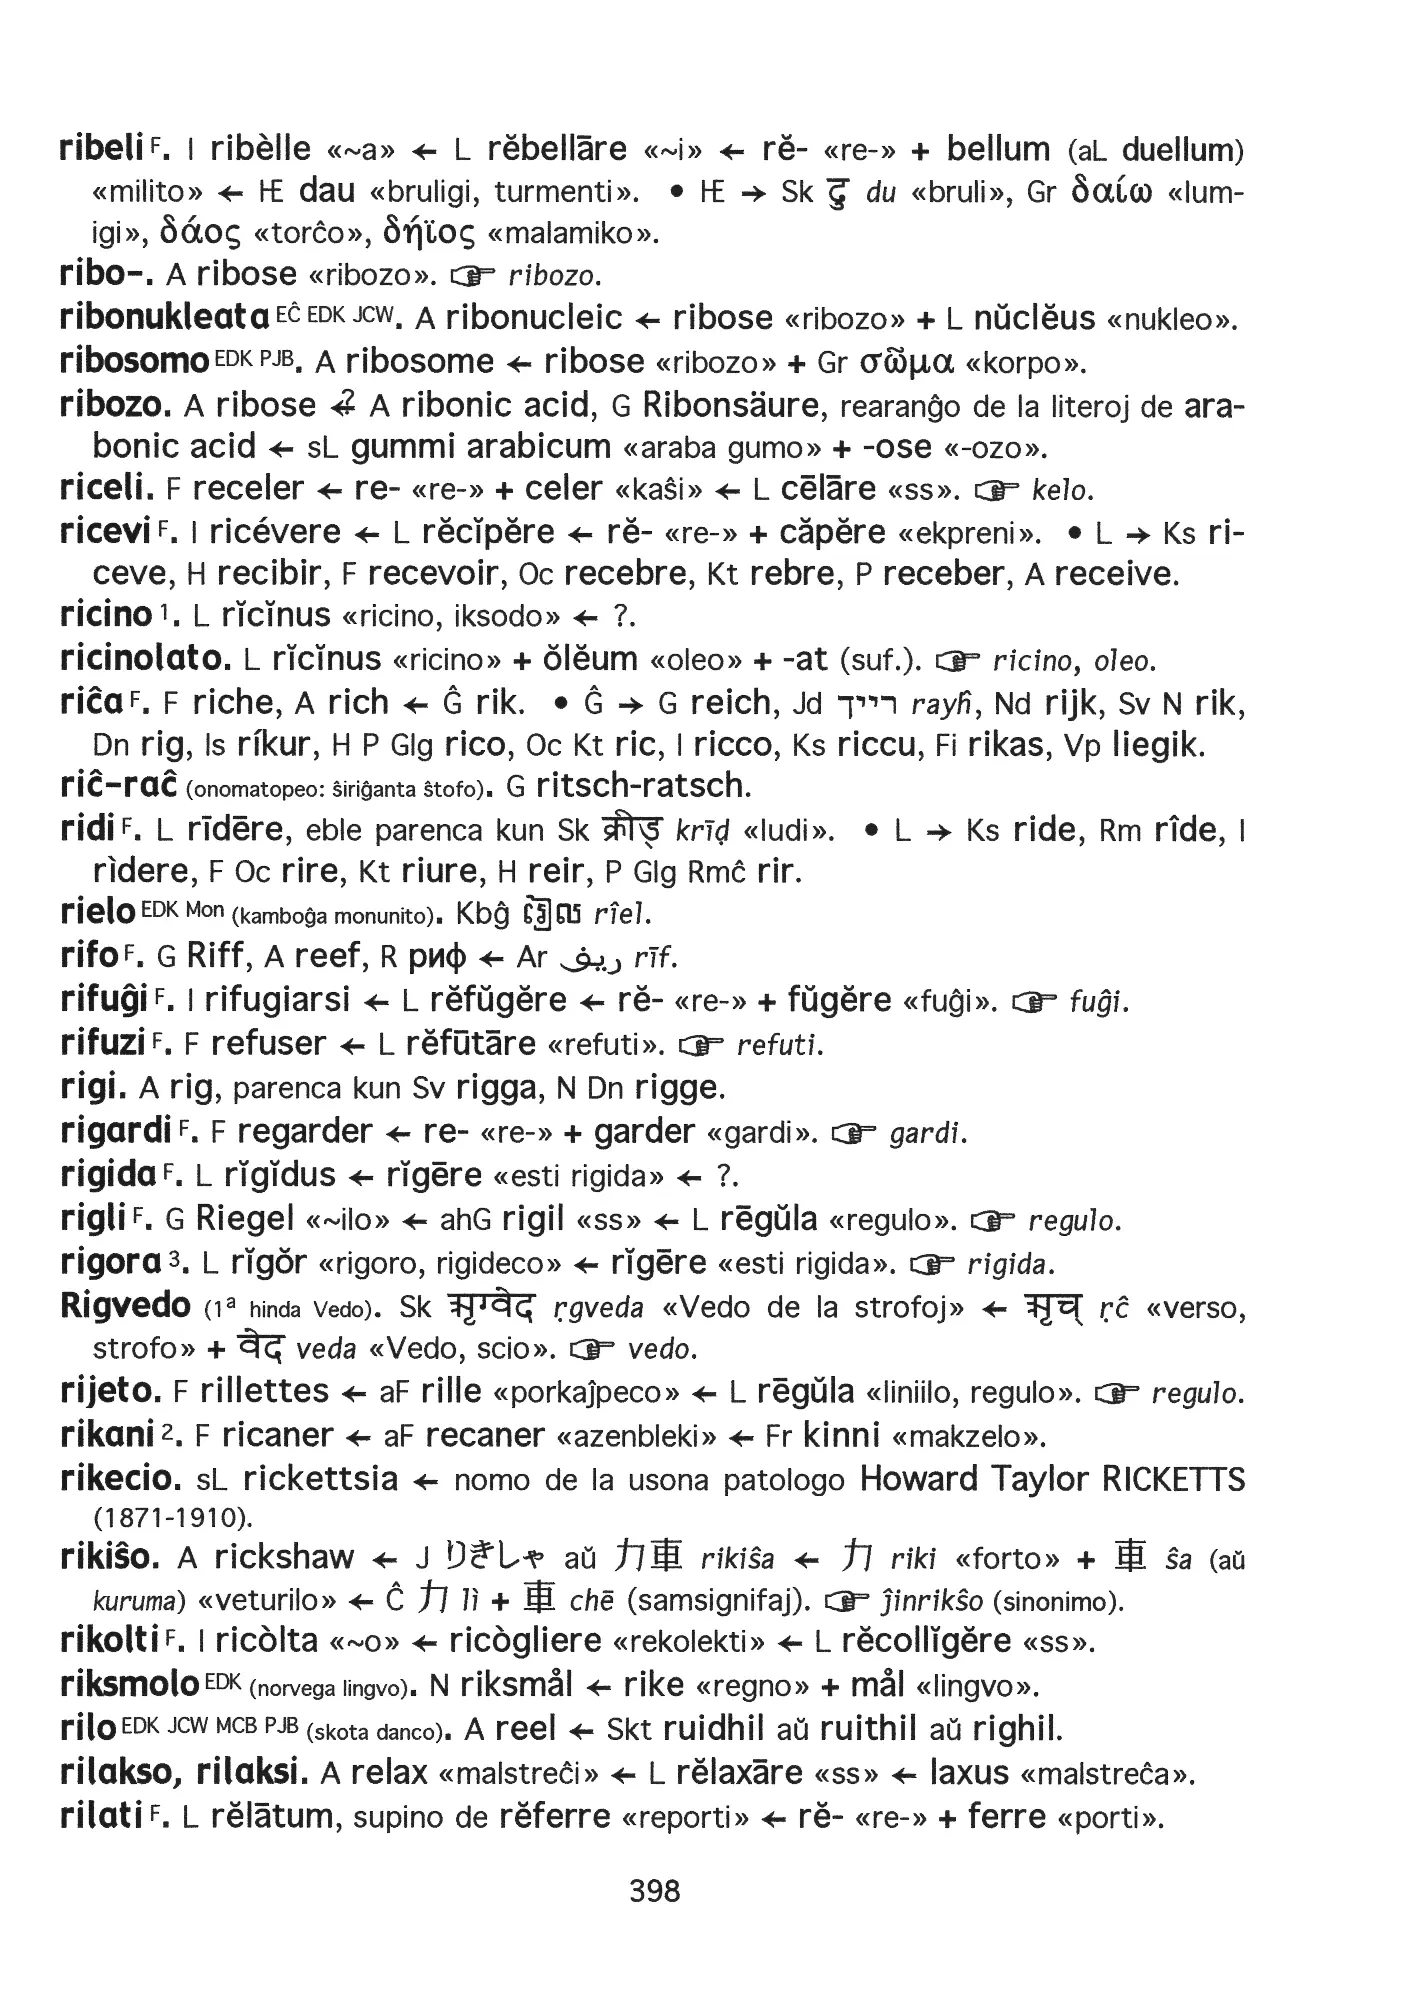 ribeli F. I ribèlle «~a» ← L rĕbellāre «~i» ← rĕ- «re-» + bellum (aL duellum)
«milito» ← IE dau «bruligi, turmenti». • IE → Sk दु du «bruli», Gr δαίω «lum-
igi», δάος «torĉo», δήϊος «malamiko».
ribo-. A ribose «ribozo». ☞ ribozo.
ribonukleata EĈ EDK JCW. A ribonucleic ← ribose «ribozo» + L nŭclĕus «nukleo».
ribosomo EDK PJB. A ribosome ← ribose «ribozo» + Gr σῶμα «korpo».
ribozo. A ribose ←? A ribonic acid, G Ribonsäure, rearanĝo de la literoj de ara-
bonic acid ← sL gummi arabicum «araba gumo» + -ose «-ozo».
riceli. F receler ← re- «re-» + celer «kaŝi» ← L cēlāre «ss». ☞ kelo.
ricevi F. I ricévere ← L rĕcĭpĕre ← rĕ- «re-» + căpĕre «ekpreni». • L → Ks ri-
ceve, H recibir, F recevoir, Oc recebre, Kt rebre, P receber, A receive.
ricino 1. L rĭcĭnus «ricino, iksodo» ← ?.
ricinolato. L rĭcĭnus «ricino» + ŏlĕum «oleo» + -at (suf.). ☞ ricino, oleo.
riĉa F. F riche, A rich ← Ĝ rik. • Ĝ → G reich, Jd רײַך rayĥ, Nd rijk, Sv N rik,
Dn rig, Is ríkur, H P Glg rico, Oc Kt ric, I ricco, Ks riccu, Fi rikas, Vp liegik.
riĉ-raĉ (onomatopeo: ŝiriĝanta ŝtofo). G ritsch-ratsch.
ridi F. L rīdēre, eble parenca kun Sk क्रीड् krīḍ «ludi». • L → Ks ride, Rm rîde, I
rìdere, F Oc rire, Kt riure, H reir, P Glg Rmĉ rir.
rielo EDK Mon (kamboĝa monunito). Kbĝ រៀល rîel.
rifo F. G Riff, A reef, R риф ← Ar ريف rīf.
rifuĝi F. I rifugiarsi ← L rĕfŭgĕre ← rĕ- «re-» + fŭgĕre «fuĝi». ☞ fuĝi.
rifuzi F. F refuser ← L rĕfūtāre «refuti». ☞ refuti.
rigi. A rig, parenca kun Sv rigga, N Dn rigge.
rigardi F. F regarder ← re- «re-» + garder «gardi». ☞ gardi.
rigida F. L rĭgĭdus ← rĭgēre «esti rigida» ← ?.
rigli F. G Riegel «~ilo» ← ahG rigil «ss» ← L rēgŭla «regulo». ☞ regulo.
rigora 3. L rĭgŏr «rigoro, rigideco» ← rĭgēre «esti rigida». ☞ rigida.
Rigvedo (1ª hinda Vedo). Sk ऋग्वेद ṛgveda «Vedo de la strofoj» ← ऋच् ṛĉ «verso,
strofo» + वेद veda «Vedo, scio». ☞ vedo.
rijeto. F rillettes ← aF rille «porkaĵpeco» ← L rēgŭla «liniilo, regulo». ☞ regulo.
rikani 2. F ricaner ← aF recaner «azenbleki» ← Fr kinni «makzelo».
rikecio. sL rickettsia ← nomo de la usona patologo Howard Taylor RICKETTS
(1871-1910).
rikiŝo. A rickshaw ← J りきしゃ aŭ 力車 rikiŝa ← 力 riki «forto» + 車 ŝa (aŭ
kuruma) «veturilo» ← Ĉ 力 lì + 車 chē (samsignifaj). ☞ ĵinrikŝo (sinonimo).
rikolti F. I ricòlta «~o» ← ricògliere «rekolekti» ← L rĕcollĭgĕre «ss».
riksmolo EDK (norvega lingvo). N riksmål ← rike «regno» + mål «lingvo».
rilo EDK JCW MCB PJB (skota danco). A reel ← Skt ruidhil aŭ ruithil aŭ righil.
rilakso, rilaksi. A relax «malstreĉi» ← L rĕlaxāre «ss» ← laxus «malstreĉa».
rilati F. L rĕlātum, supino de rĕferre «reporti» ← rĕ- «re-» + ferre «porti».
398